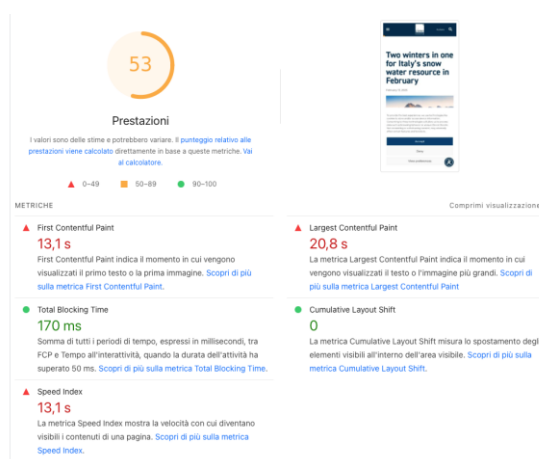 53
Prestazioni
I valori sono delle stime e potrebbero variare. Il punteggio relativo alle
prestazioni viene calcolato direttamente in base a queste metriche. Vai
al calcolatore.
0–49
50–89
90–100
Two winters in one
for Italy's snow
water resource in
February
METRICHE
Comprimi visualizzazione
First Contentful Paint
13,1 s
First Contentful Paint indica il momento in cui vengono
visualizzati il primo testo o la prima immagine. Scopri di più
sulla metrica First Contentful Paint.
Largest Contentful Paint
20,8 s
La metrica Largest Contentful Paint indica il momento in cui
vengono visualizzati il testo o l'immagine più grandi. Scopri di
più sulla metrica Largest Contentful Paint
Total Blocking Time
170 ms
Somma di tutti i periodi di tempo, espressi in millisecondi, tra
FCP e Tempo all'interattività, quando la durata dell'attività ha
superato 50 ms. Scopri di più sulla metrica Total Blocking Time.
Cumulative Layout Shift
0
La metrica Cumulative Layout Shift misura lo spostamento degl
elementi visibili all'interno dell'area visibile. Scopri di più sulla
metrica Cumulative Layout Shift.
Speed Index
13,1 s
La metrica Speed Index mostra la velocità con cui diventano
visibili i contenuti di una pagina. Scopri di più sulla metrica
Speed Index.